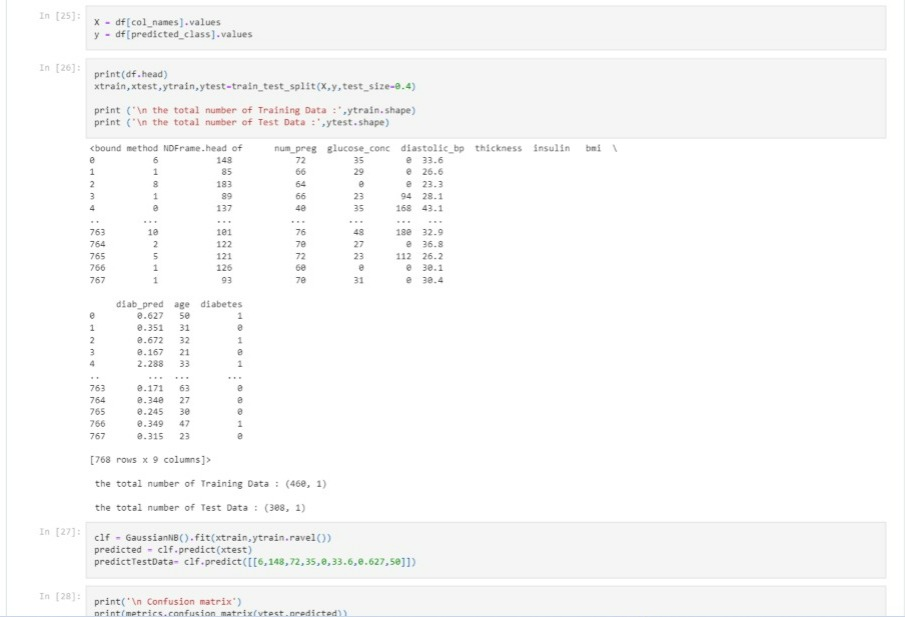 In [25]:
X = df[col_names].values
y = df[predicted_class].values
In [26]:
print(df.head)
xtrain,xtest,ytrain,ytest=train_test_split(X,y,test_size=0.4)
print ('\n the total number of Training Data :',ytrain.shape)
print ('\n the total number of Test Data :',ytest.shape)
<bound method NDFrame.head of      num_preg  glucose_conc  diastolic_bp  thickness  insulin   bmi  \
0 6 148 72 35 0 33.6
1 1 85 66 29 0 26.6
2 8 183 64 0 0 23.3
3 1 89 66 23 94 28.1
4 0 137 40 35 168 43.1
.. ... ... ... ... ... ...
763 10 101 76 48 180 32.9
764 2 122 70 27 0 36.8
765 5 121 72 23 112 26.2
766 1 126 60 0 0 30.1
767 1 93 70 31 0 30.4
diab_pred age diabetes
0 0.627 50 1
1 0.351 31 0
2 0.672 32 1
3 0.167 21 0
4 2.288 33 1
.. ... ... ...
763 0.171 63 0
764 0.340 27 0
765 0.245 30 0
766 0.349 47 1
767 0.315 23 0
[768 rows x 9 columns]>
the total number of Training Data : (460, 1)
the total number of Test Data : (308, 1)
In [27]:
clf = GaussianNB().fit(xtrain,ytrain.ravel())
predicted = clf.predict(xtest)
predictTestData= clf.predict([[6,148,72,35,0,33.6,0.627,50]])
In [28]:
print('\n Confusion matrix')
print(metrics.confusion_matrix(ytest,predicted))